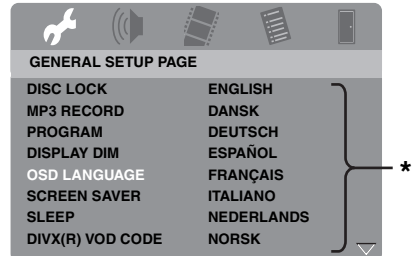 GENERAL SETUP PAGE
DISC LOCK ENGLISH
MP3 RECORD DANSK
PROGRAM DEUTSCH
DISPLAY DIM ESPAÑOL
OSD LANGUAGE FRANÇAIS *
SCREEN SAVER ITALIANO
SLEEP NEDERLANDS
DIVX(R) VOD CODE NORSK